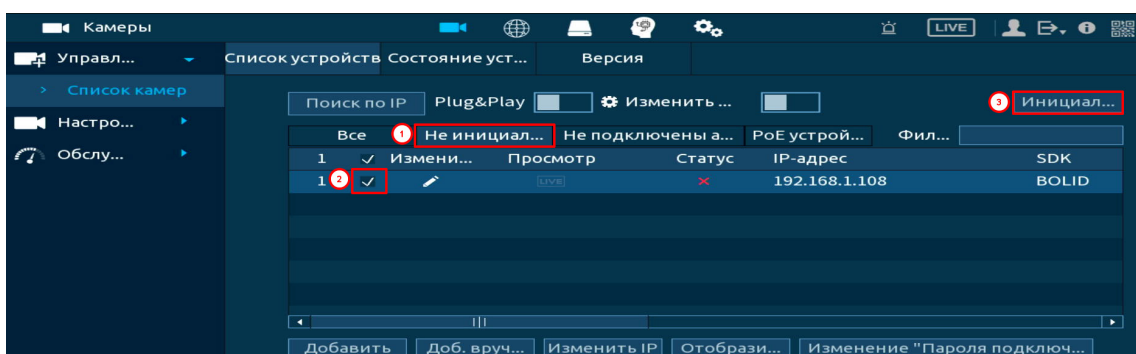 Камеры LIVE
Управл... Список устройств Состояние уст... Версия
> Список камер
Поиск по IP Plug&Play Изменить ... 3 Инициал...
Настро...
Все 1 Не инициал... Не подключены а... PoE устрой... Фил...
Обслу...
1 Измени... Просмотр Статус IP-адрес SDK
1 2 LIVE 192.168.1.108 BOLID
Добавить Доб. вруч... Изменить IP Отобрази... Изменение "Пароля подключ...